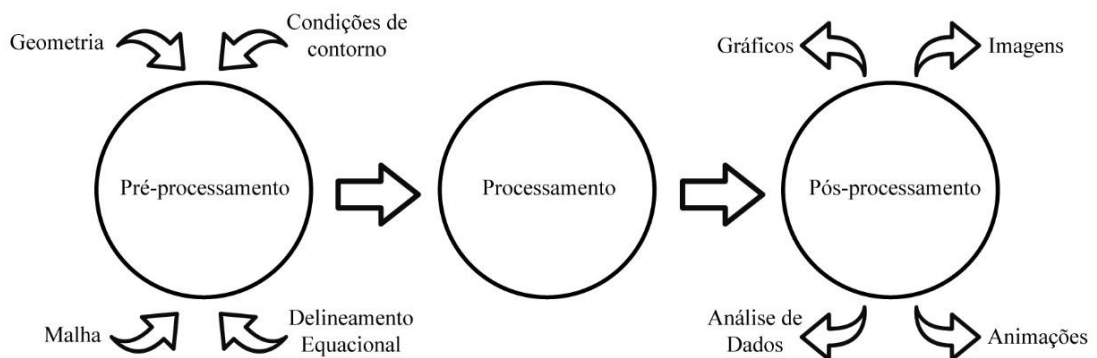 Geometria
Condições de
contorno
Pré-processamento
Malha
Delineamento
Equacional
Processamento
Gráficos
Imagens
Pós-processamento
Análise de
Dados
Animações